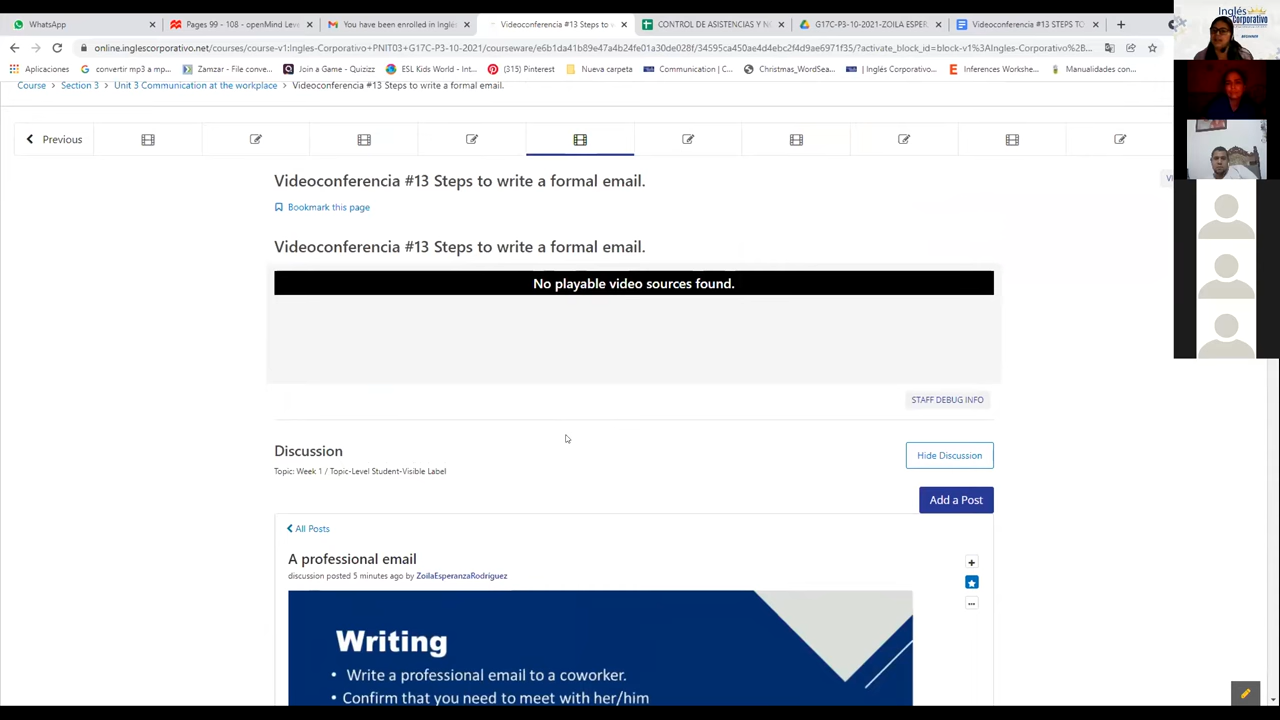 WhatsApp
Pages 99 - 108 - openMind Leve
You have been enrolled in Inglés
Videoconferencia #13 Steps to
CONTROL DE ASISTENCIAS Y N
G17C-P3-10-2021-ZOILA ESPER
Videoconferencia #13 STEPS TO
Inglés
Corporativo
online.inglescorporativo.net/courses/course-v1:Ingles-Corporativo+PNIT03+G17C-P3-10-2021/courseware/e6b1da41b89e47a4b24fe01a30de028f/34595ca450ae4d4ebc2f4d9ae6971f35/?activate_block_id=block-v1%3AIngles-Corporativo%2B...
Aplicaciones
convertir mp3 a mp...
Zamzar - File conve...
Join a Game - Quizizz
ESL Kids World - Int...
(315) Pinterest
Nueva carpeta
Communication | C...
Christmas_WordSea...
| Inglés Corporativo...
Inferences Workshe...
Manualidades con...
Course > Section 3 > Unit 3 Communication at the workplace > Videoconferencia #13 Steps to write a formal email.
Previous
Videoconferencia #13 Steps to write a formal email.
Bookmark this page
Videoconferencia #13 Steps to write a formal email.
No playable video sources found.
STAFF DEBUG INFO
Discussion
Hide Discussion
Topic: Week 1 / Topic-Level Student-Visible Label
Add a Post
All Posts
A professional email
discussion posted 5 minutes ago by ZoilaEsperanzaRodriguez
Writing
• Write a professional email to a coworker.
• Confirm that you need to meet with her/him